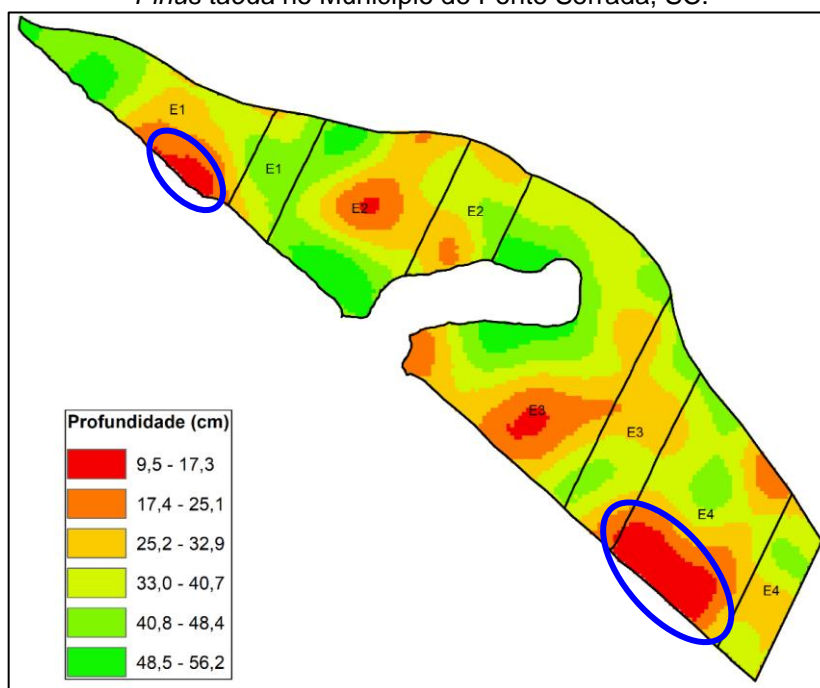 Pinus taeda no Município de Ponte Serrada, SC.
E1
E1
E2
E2
E3
E3
E4
E4
Profundidade (cm)
9,5 - 17,3
17,4 - 25,1
25,2 - 32,9
33,0 - 40,7
40,8 - 48,4
48,5 - 56,2